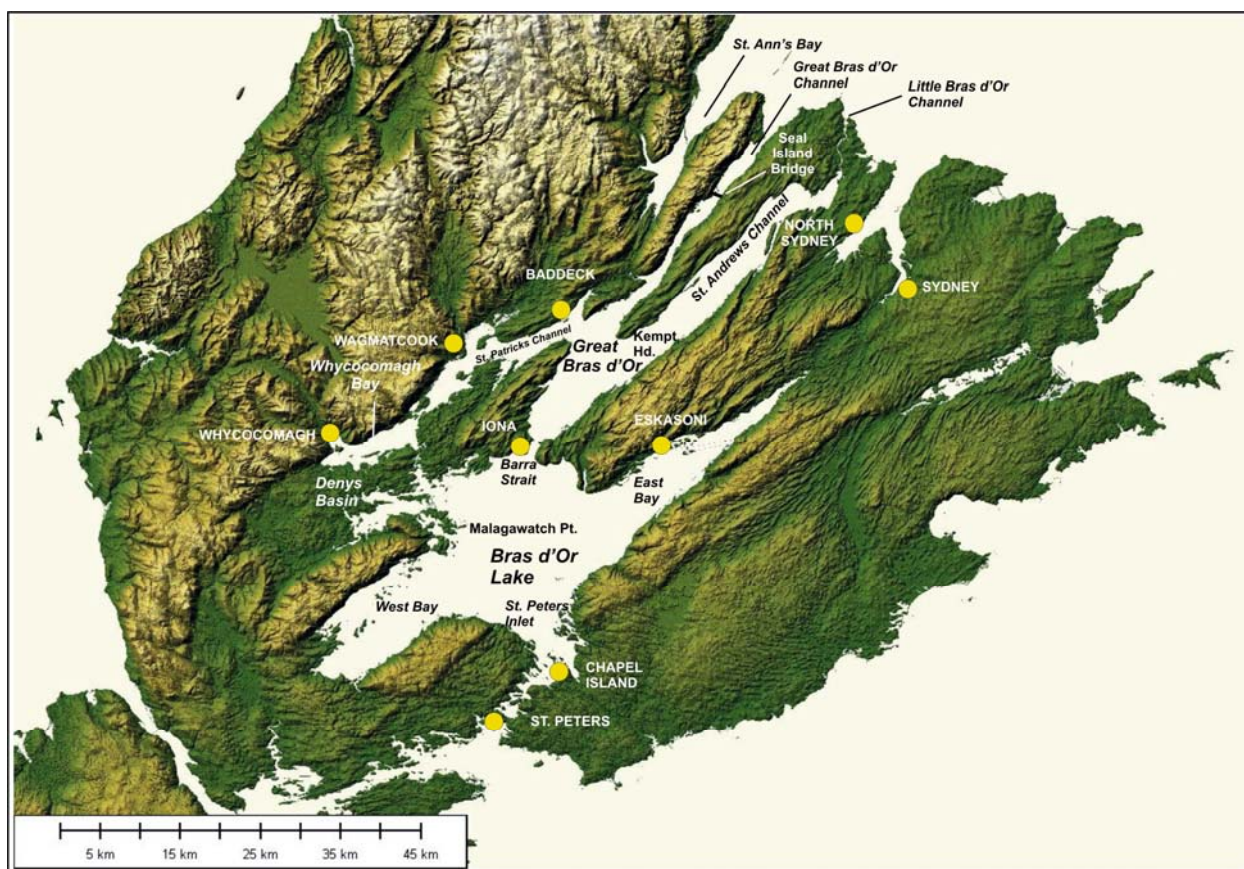 St. Ann's Bay
Great Bras d'Or
Channel
Little Bras d'Or
Channel
Seal
Island
Bridge
St. Andrews Channel
NORTH
SYDNEY
BADDECK
SYDNEY
WAGMATCOOK
St. Patricks Channel
Kempt
Hd.
Great
Bras d'Or
Whycocomagh
Bay
WHYCOCOMAGH
IONA
ESKASONI
Barra
Strait
East
Bay
Denys
Basin
Malagawatch Pt.
Bras d'Or
Lake
West Bay
St. Peters
Inlet
CHAPEL
ISLAND
ST. PETERS
5 km 15 km 25 km 35 km 45 km